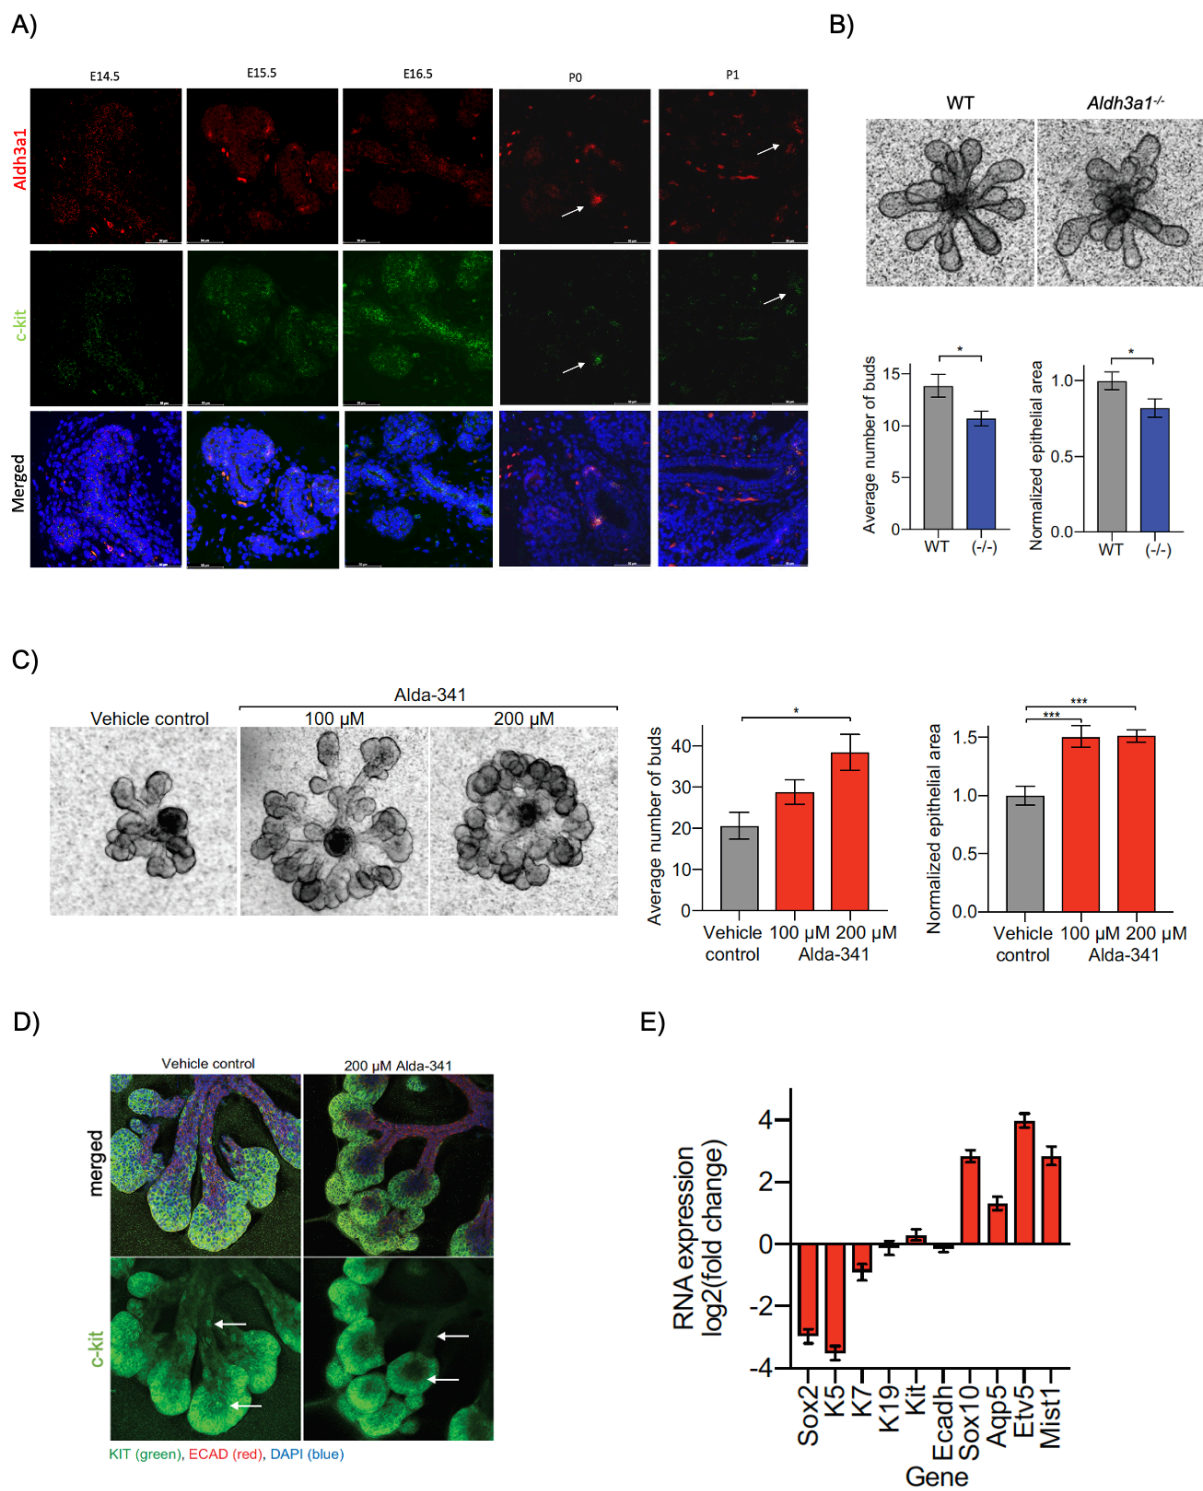 A)
E14.5 E15.5 E16.5 P0 P1
Aldh3a1
c-kit
Merged
B)
WT Aldh3a1-/-
Average number of buds
15
10
5
0
*
WT (-/-)
Normalized epithelial area
1.0
0.5
0.0
*
WT (-/-)
C)
Alda-341
Vehicle control 100 µM 200 µM
Average number of buds
40
30
20
10
0
*
Vehicle 100 µM 200 µM
control Alda-341
Normalized epithelial area
1.5
1.0
0.5
0.0
***
***
Vehicle 100 µM 200 µM
control Alda-341
D)
Vehicle control 200 µM Alda-341
merged
c-kit
KIT (green), ECAD (red), DAPI (blue)
E)
RNA expression
log2(fold change)
4
2
0
-2
-4
Sox2 K5 K7 K19 Kit Ecadh Sox10 Aqp5 Etv5 Mist1
Gene